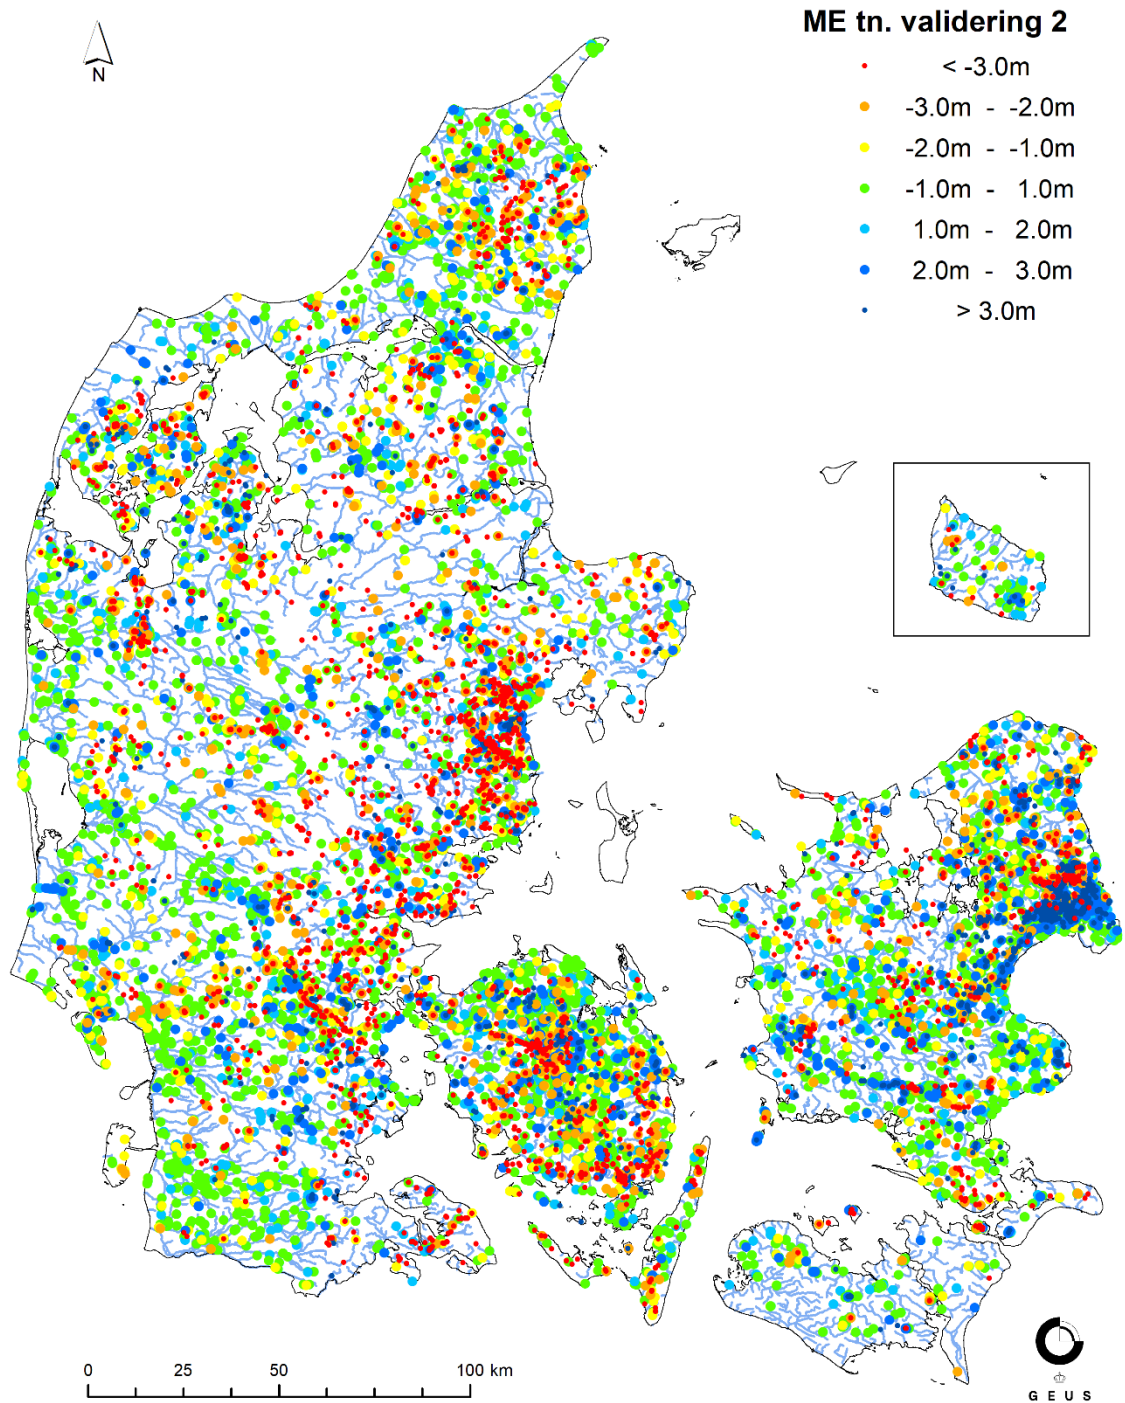 ME tn. validering 2
N
< -3.0m
-3.0m - -2.0m
-2.0m - -1.0m
-1.0m - 1.0m
1.0m - 2.0m
2.0m - 3.0m
> 3.0m
0 25 50 100 km
G E U S